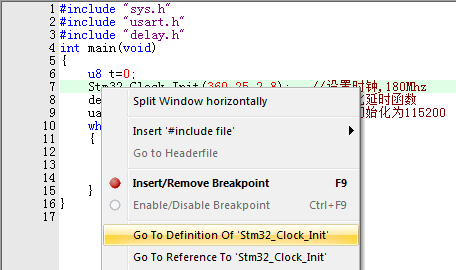 1 #include "sys.h"
2 #include "usart.h"
3 #include "delay.h"
4 int main(void)
5 {
6 u8 t=0;
7 Stm32_Clock_Init(360,25,2,8); //设置时钟,180Mhz
8 de 化延时函数
9 ua 初始化为115200
10 wh
11 {
12
13
14
15 }
16 }
17
Split Window horizontally
Insert '#include file'
Go to Headerfile
Insert/Remove Breakpoint F9
Enable/Disable Breakpoint Ctrl+F9
Go To Definition Of 'Stm32_Clock_Init'
Go To Reference To 'Stm32_Clock_Init'